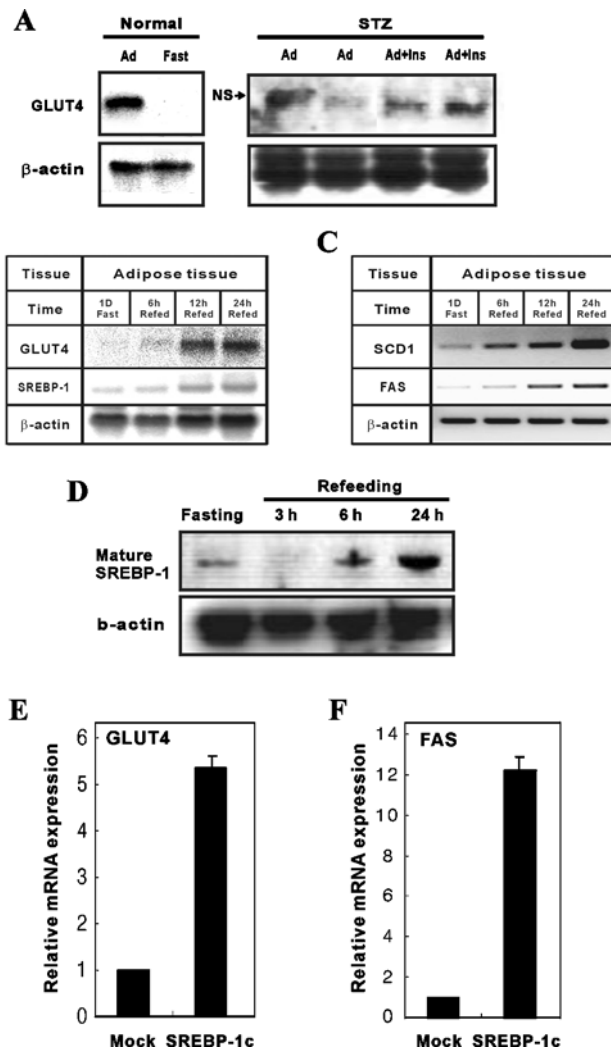 A
Normal
STZ
Ad Fast
Ad Ad Ad+Ins Ad+Ins
NS
GLUT4
β-actin
Tissue Adipose tissue
Time 1D Fast 6h Refed 12h Refed 24h Refed
GLUT4
SREBP-1
β-actin
C
Tissue Adipose tissue
Time 1D Fast 6h Refed 12h Refed 24h Refed
SCD1
FAS
β-actin
D
Refeeding
Fasting 3 h 6 h 24 h
Mature
SREBP-1
b-actin
E
GLUT4
Relative mRNA expression
6
5
4
3
2
1
0
Mock SREBP-1c
F
FAS
Relative mRNA expression
14
12
10
8
6
4
2
0
Mock SREBP-1c